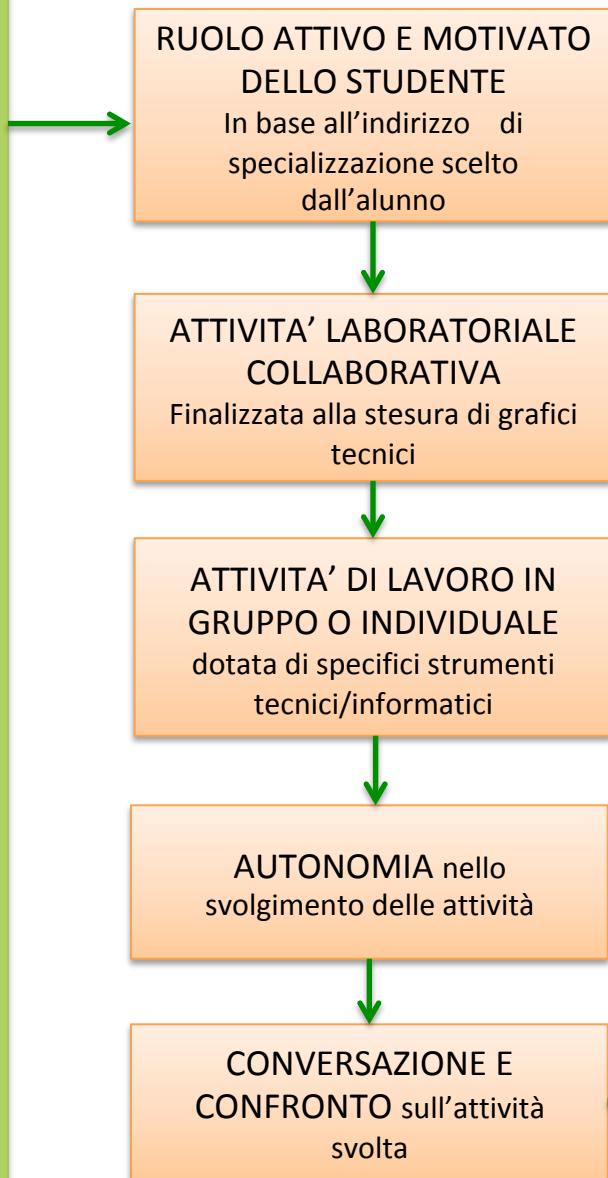 RUOLO ATTIVO E MOTIVATO
DELLO STUDENTE
In base all’indirizzo di
specializzazione scelto
dall’alunno
ATTIVITA’ LABORATORIALE
COLLABORATIVA
Finalizzata alla stesura di grafici
tecnici
ATTIVITA’ DI LAVORO IN
GRUPPO O INDIVIDUALE
dotata di specifici strumenti
tecnici/informatici
AUTONOMIA nello
svolgimento delle attività
CONVERSAZIONE E
CONFRONTO sull’attività
svolta